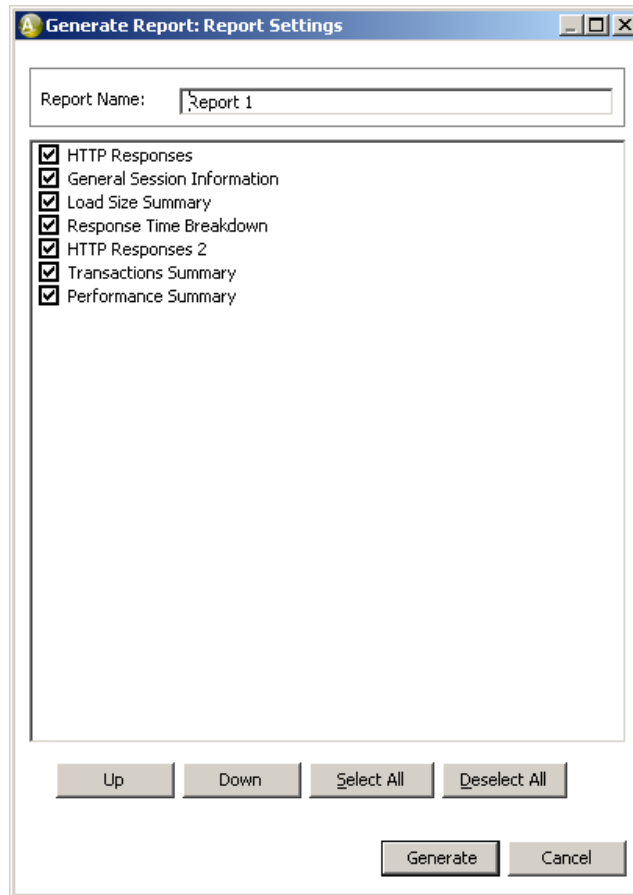 Generate Report: Report Settings
Report Name: Report 1
HTTP Responses
General Session Information
Load Size Summary
Response Time Breakdown
HTTP Responses 2
Transactions Summary
Performance Summary
Up Down Select All Deselect All
Generate Cancel